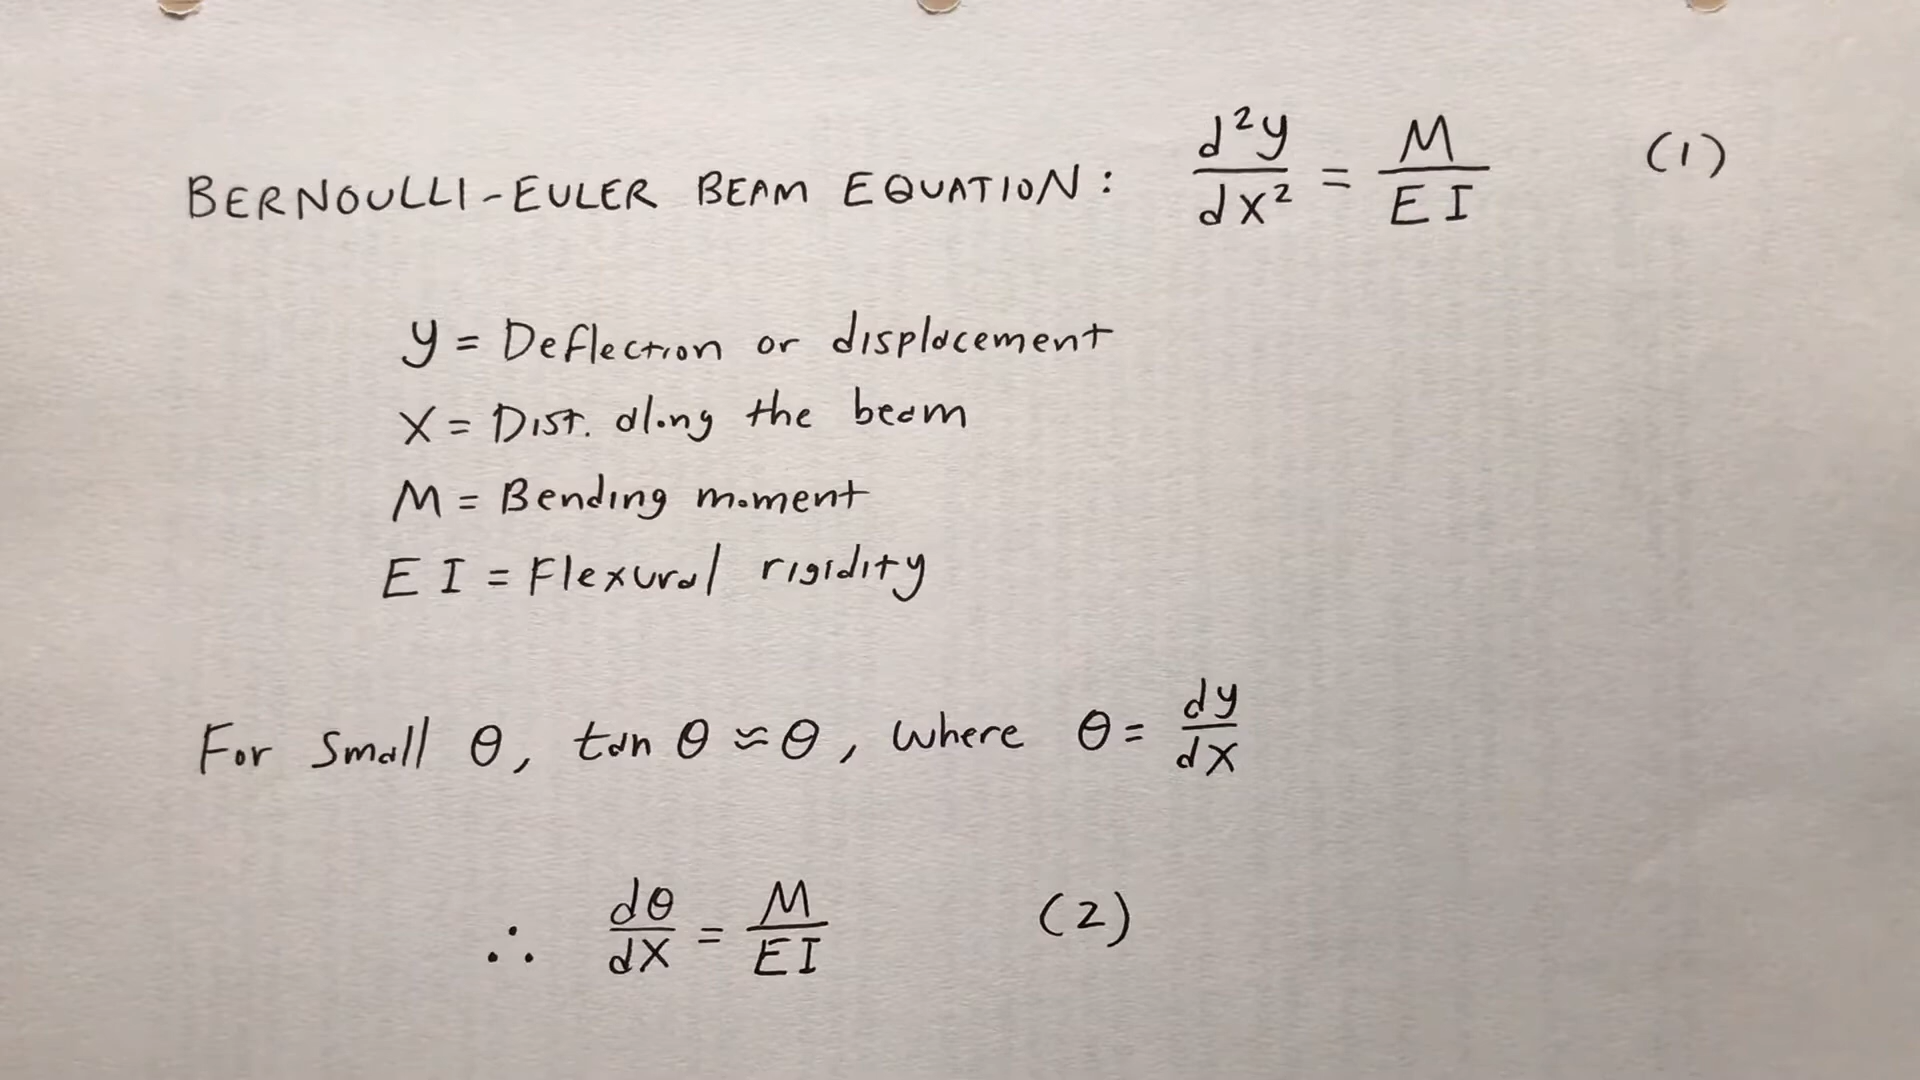 BERNOULLI-EULER BEAM EQUATION: d²y/dx² = M/EI (1)
y = Deflection or displacement
x = Dist. along the beam
M = Bending moment
EI = Flexural rigidity
For small θ, tan θ ≈ θ, where θ = dy/dx
∴ dθ/dx = M/EI (2)